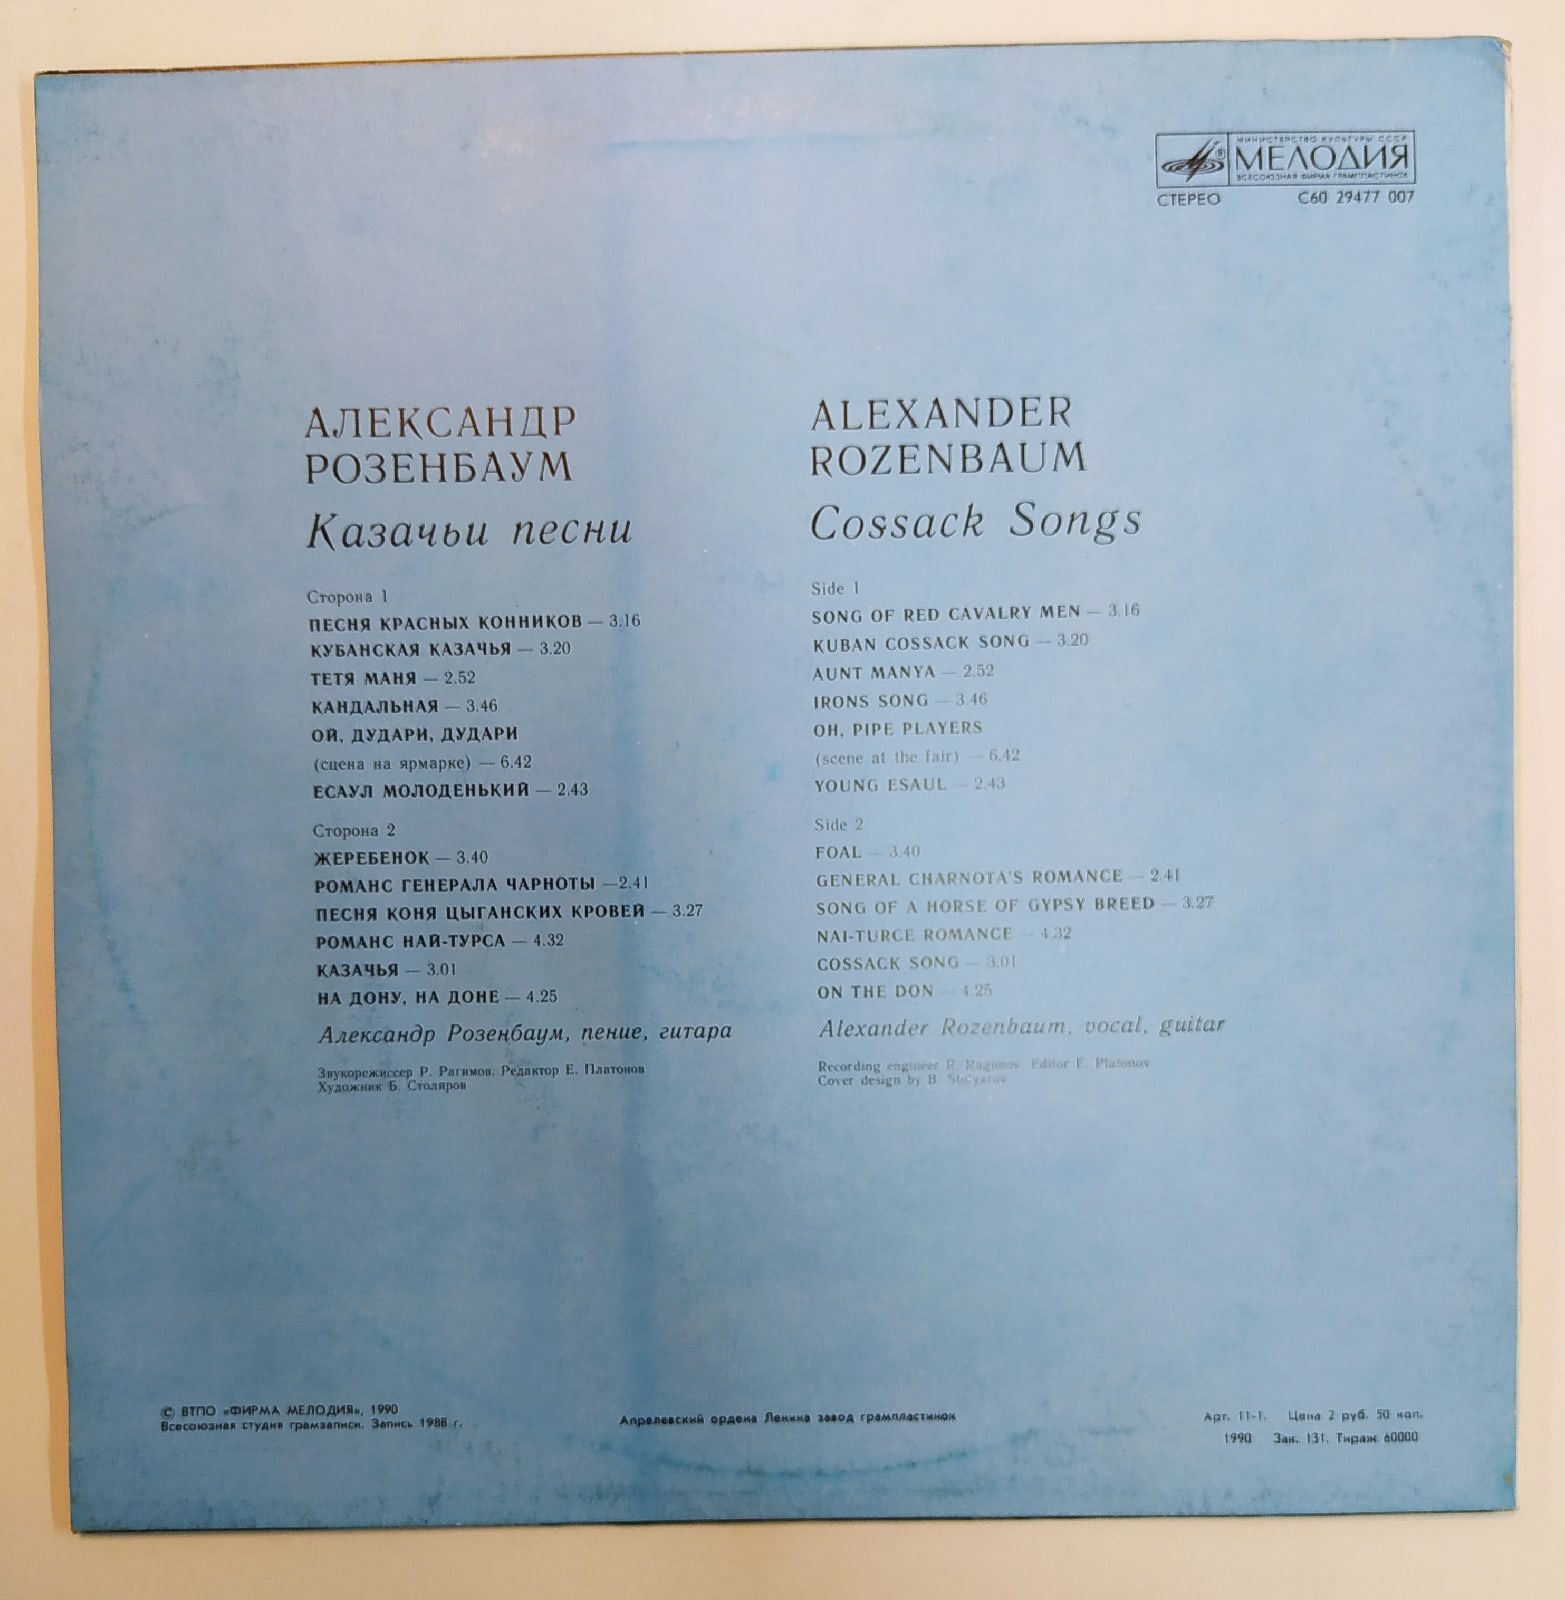 МИНИСТЕРСТВО КУЛЬТУРЫ СССР
МЕЛОДИЯ
ВСЕСОЮЗНАЯ ФИРМА ГРАМПЛАСТИНОК
СТЕРЕО С60 29477 007
АЛЕКСАНДР
РОЗЕНБАУМ
Казачьи песни
Сторона 1
ПЕСНЯ КРАСНЫХ КОННИКОВ — 3.16
КУБАНСКАЯ КАЗАЧЬЯ — 3.20
ТЕТЯ МАНЯ — 2.52
КАНДАЛЬНАЯ — 3.46
ОЙ, ДУДАРИ, ДУДАРИ
(сцена на ярмарке) — 6.42
ЕСАУЛ МОЛОДЕНЬКИЙ — 2.43
Сторона 2
ЖЕРЕБЕНОК — 3.40
РОМАНС ГЕНЕРАЛА ЧАРНОТЫ —2.41
ПЕСНЯ КОНЯ ЦЫГАНСКИХ КРОВЕЙ — 3.27
РОМАНС НАЙ-ТУРСА — 4.32
КАЗАЧЬЯ — 3.01
НА ДОНУ, НА ДОНЕ — 4.25
Александр Розенбаум, пение, гитара
Звукорежиссер Р. Рагимов. Редактор Е. Платонов
Художник Б. Столяров
ALEXANDER
ROZENBAUM
Cossack Songs
Side 1
SONG OF RED CAVALRY MEN — 3.16
KUBAN COSSACK SONG — 3.20
AUNT MANYA — 2.52
IRONS SONG — 3.46
OH, PIPE PLAYERS
(scene at the fair) — 6.42
YOUNG ESAUL — 2.43
Side 2
FOAL — 3.40
GENERAL CHARNOTA'S ROMANCE — 2.41
SONG OF A HORSE OF GYPSY BREED — 3.27
NAI-TURCE ROMANCE — 4.32
COSSACK SONG — 3.01
ON THE DON — 4.25
Alexander Rozenbaum, vocal, guitar
Recording engineer R. Ragimov Editor E. Platonov
Cover design by B. Stolyarov
© ВТПО «ФИРМА МЕЛОДИЯ», 1990
Всесоюзная студия грамзаписи. Запись 1988 г.
Апрелевский ордена Ленина завод грампластинок
Арт. 11-1. Цена 2 руб. 50 коп.
1990 Зак. 131. Тираж 60000